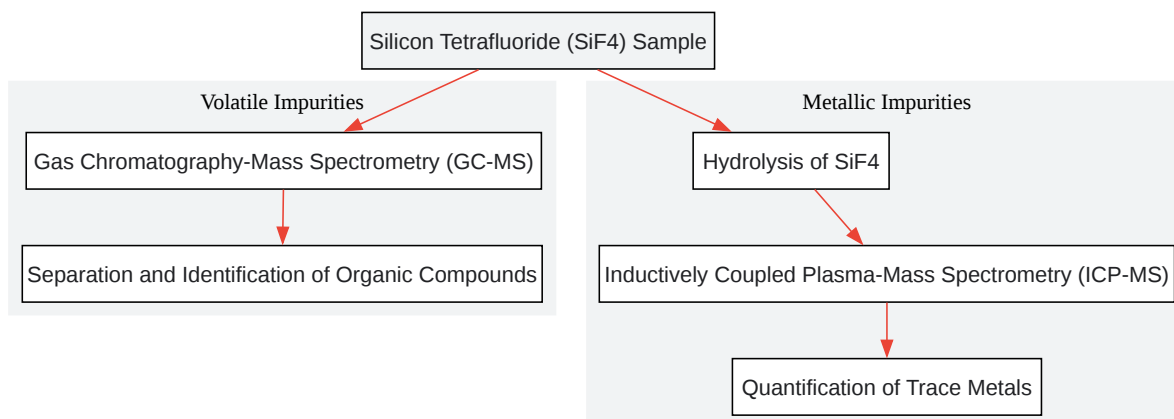 Silicon Tetrafluoride (SiF4) Sample
Volatile Impurities
Gas Chromatography-Mass Spectrometry (GC-MS)
Separation and Identification of Organic Compounds
Metallic Impurities
Hydrolysis of SiF4
Inductively Coupled Plasma-Mass Spectrometry (ICP-MS)
Quantification of Trace Metals